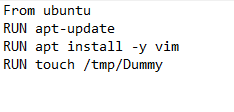 From ubuntu
RUN apt-update
RUN apt install -y vim
RUN touch /tmp/Dummy